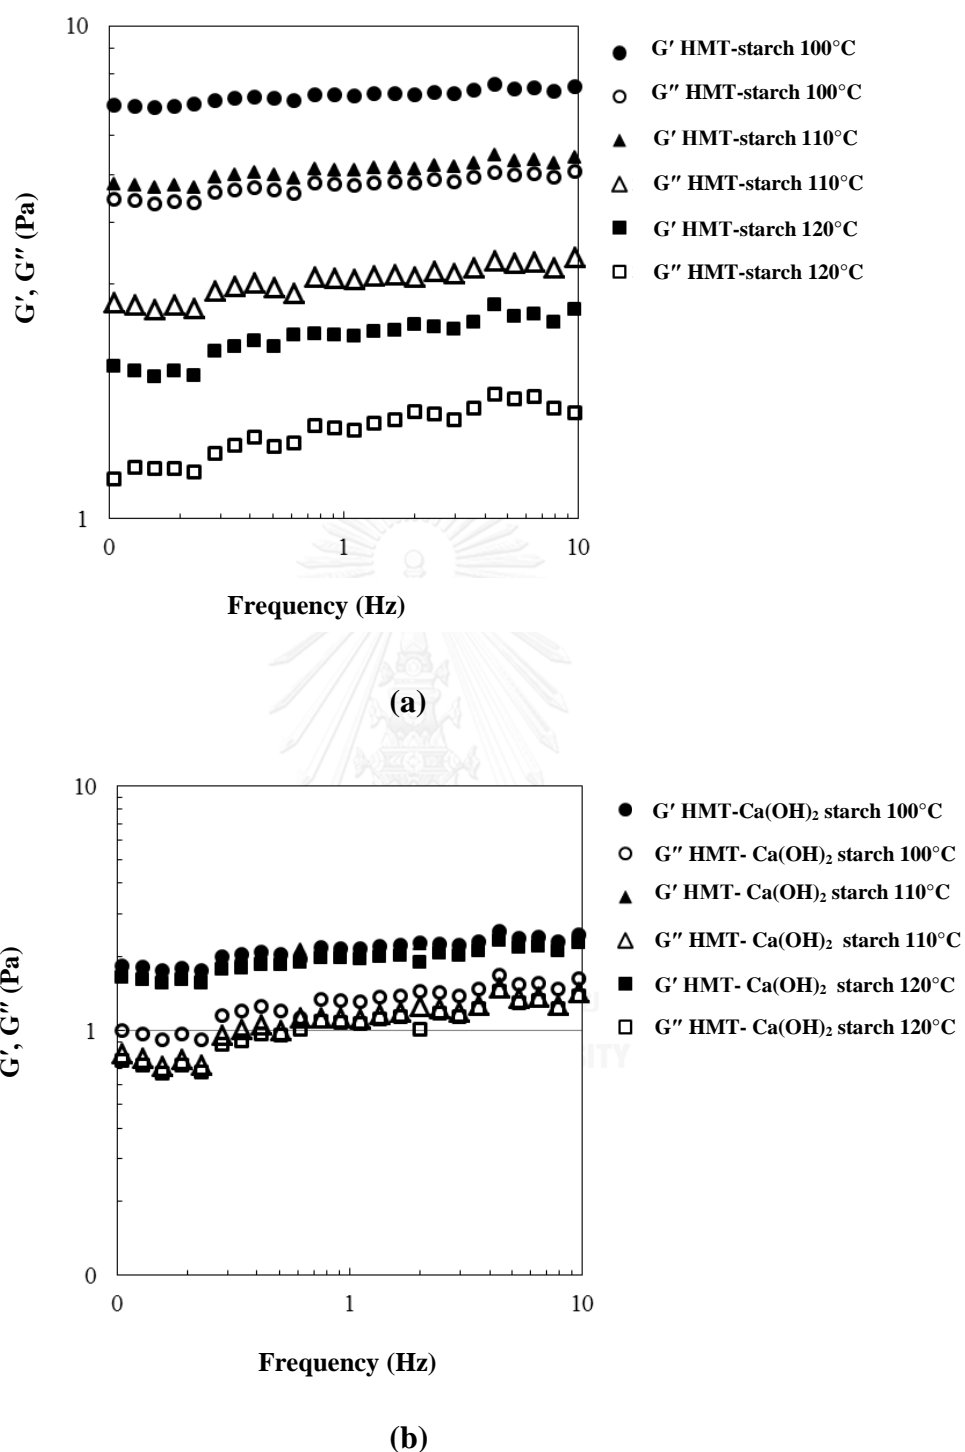 10
G′, G″ (Pa)
1
0 1 10
Frequency (Hz)
G′ HMT-starch 100°C
G″ HMT-starch 100°C
G′ HMT-starch 110°C
G″ HMT-starch 110°C
G′ HMT-starch 120°C
G″ HMT-starch 120°C
(a)
10
G′, G″ (Pa)
1
0
0 1 10
Frequency (Hz)
G′ HMT-Ca(OH)₂ starch 100°C
G″ HMT- Ca(OH)₂ starch 100°C
G′ HMT- Ca(OH)₂ starch 110°C
G″ HMT- Ca(OH)₂ starch 110°C
G′ HMT- Ca(OH)₂ starch 120°C
G″ HMT- Ca(OH)₂ starch 120°C
(b)